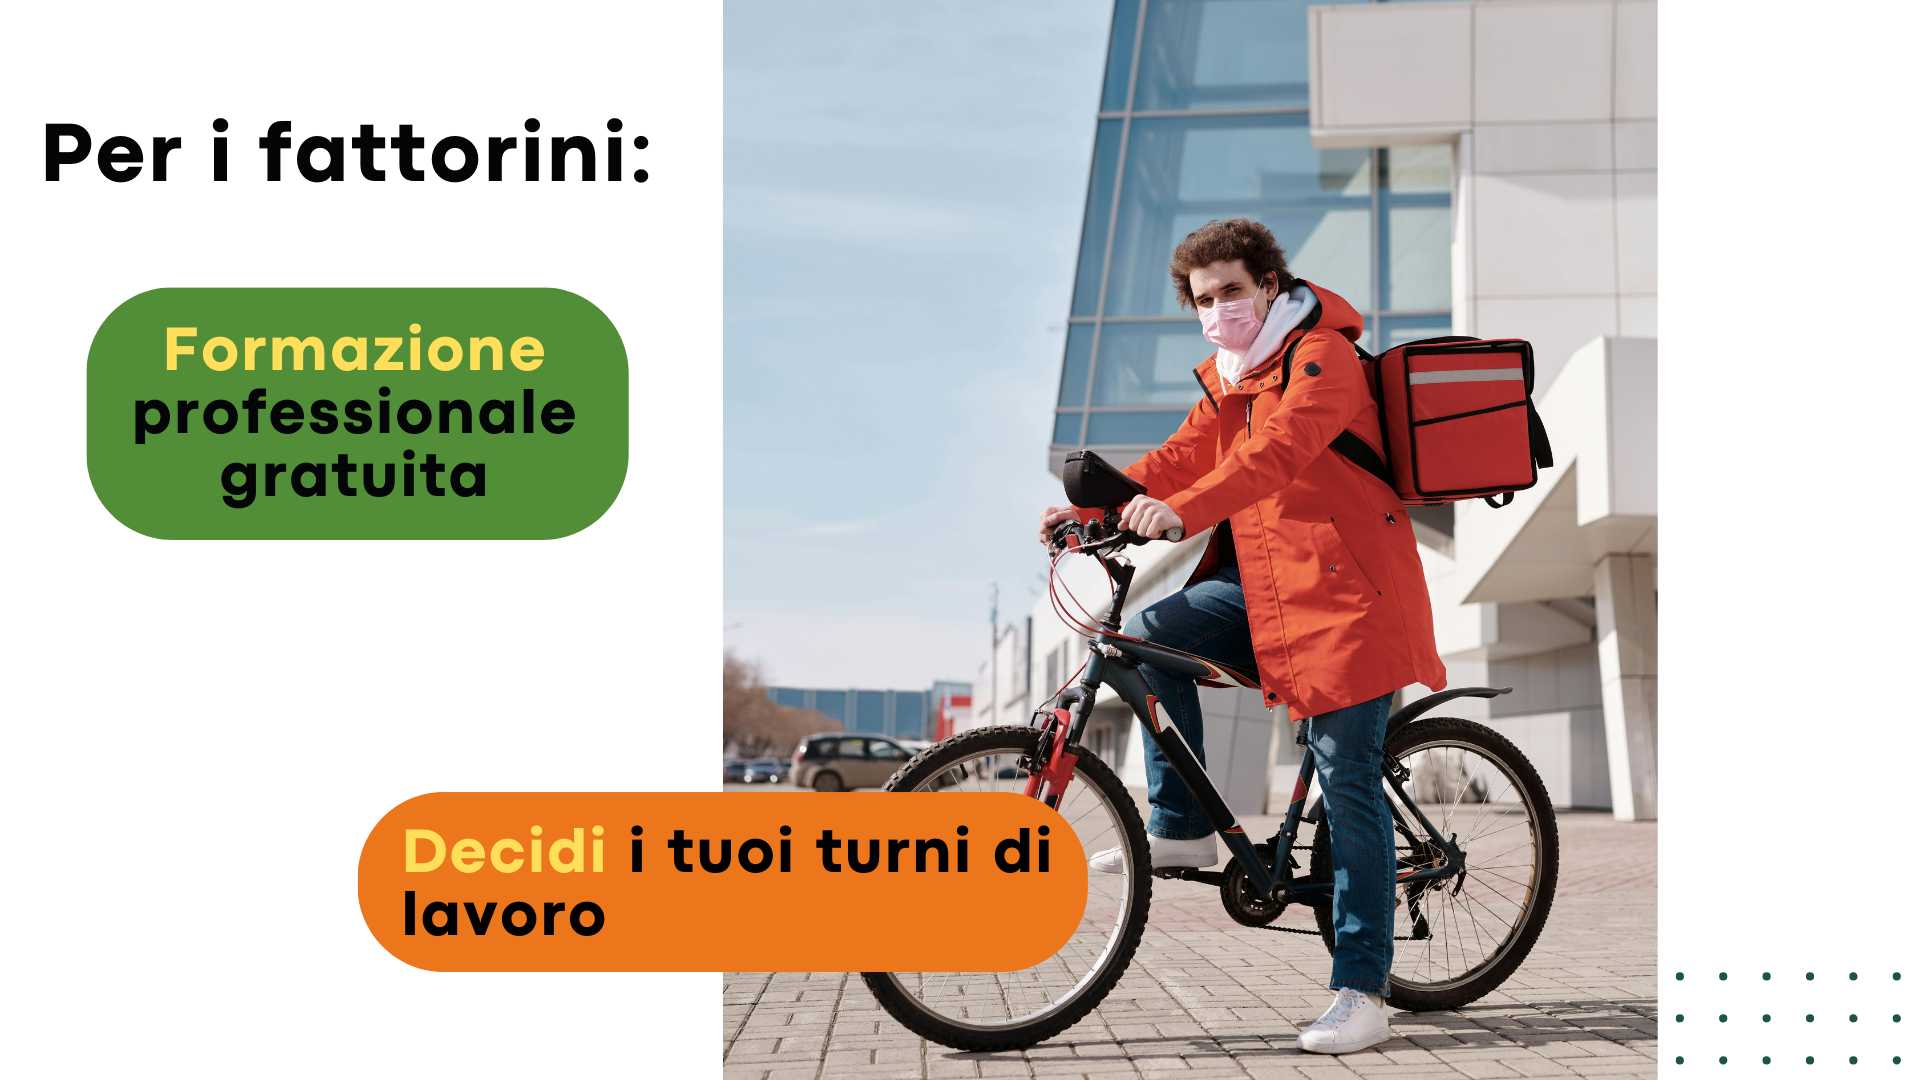 Per i fattorini:
Formazione
professionale
gratuita
Decidi i tuoi turni di
lavoro